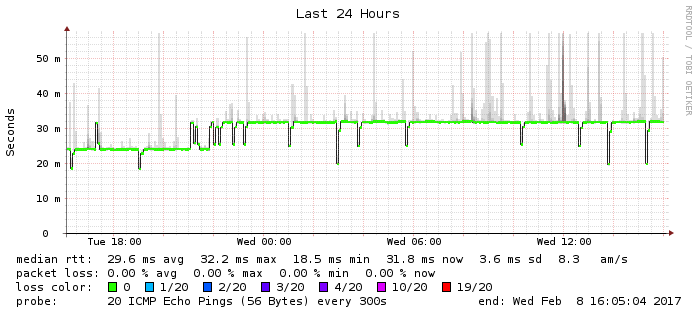 Last 24 Hours
RRDTOOL / TOBI OETIKER
Seconds
50 m
40 m
30 m
20 m
10 m
0
Tue 18:00 Wed 00:00 Wed 06:00 Wed 12:00
median rtt: 29.6 ms avg 32.2 ms max 18.5 ms min 31.8 ms now 3.6 ms sd 8.3 am/s
packet loss: 0.00 % avg 0.00 % max 0.00 % min 0.00 % now
loss color: 0 1/20 2/20 3/20 4/20 10/20 19/20
probe: 20 ICMP Echo Pings (56 Bytes) every 300s end: Wed Feb 8 16:05:04 2017